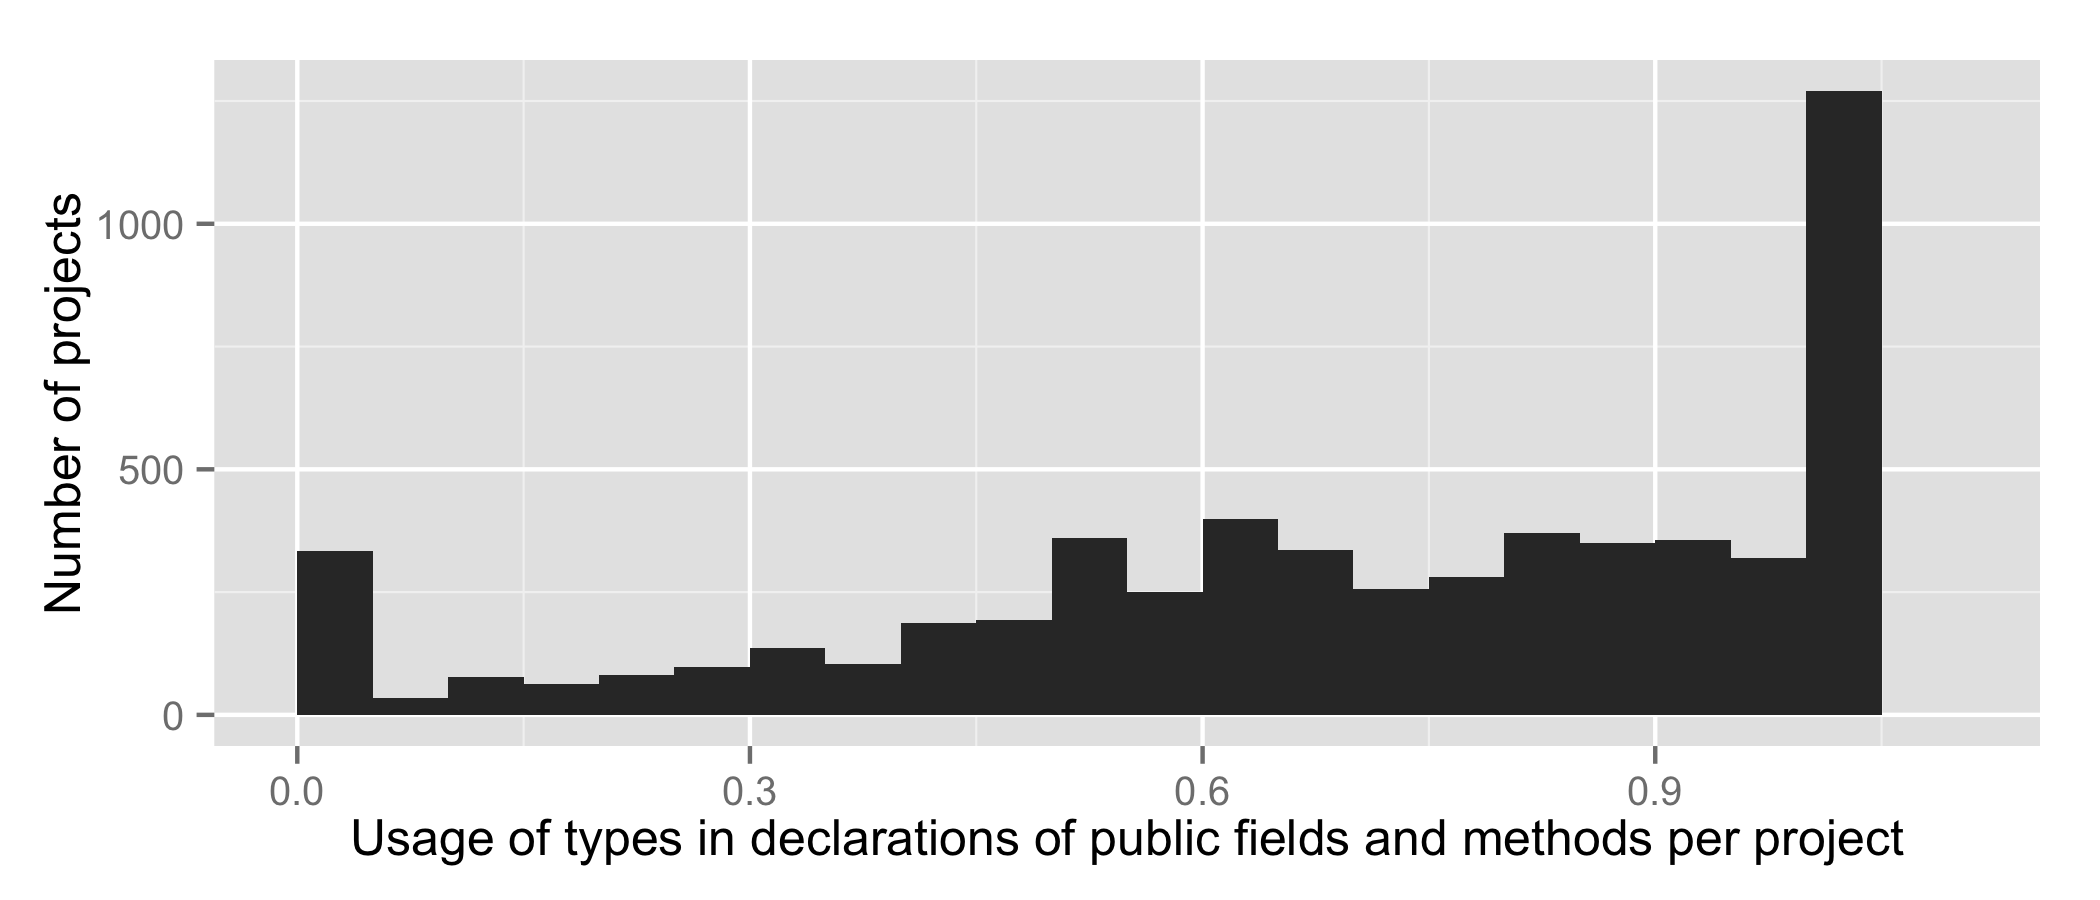 Number of projects
1000
500
0
0.0 0.3 0.6 0.9
Usage of types in declarations of public fields and methods per project